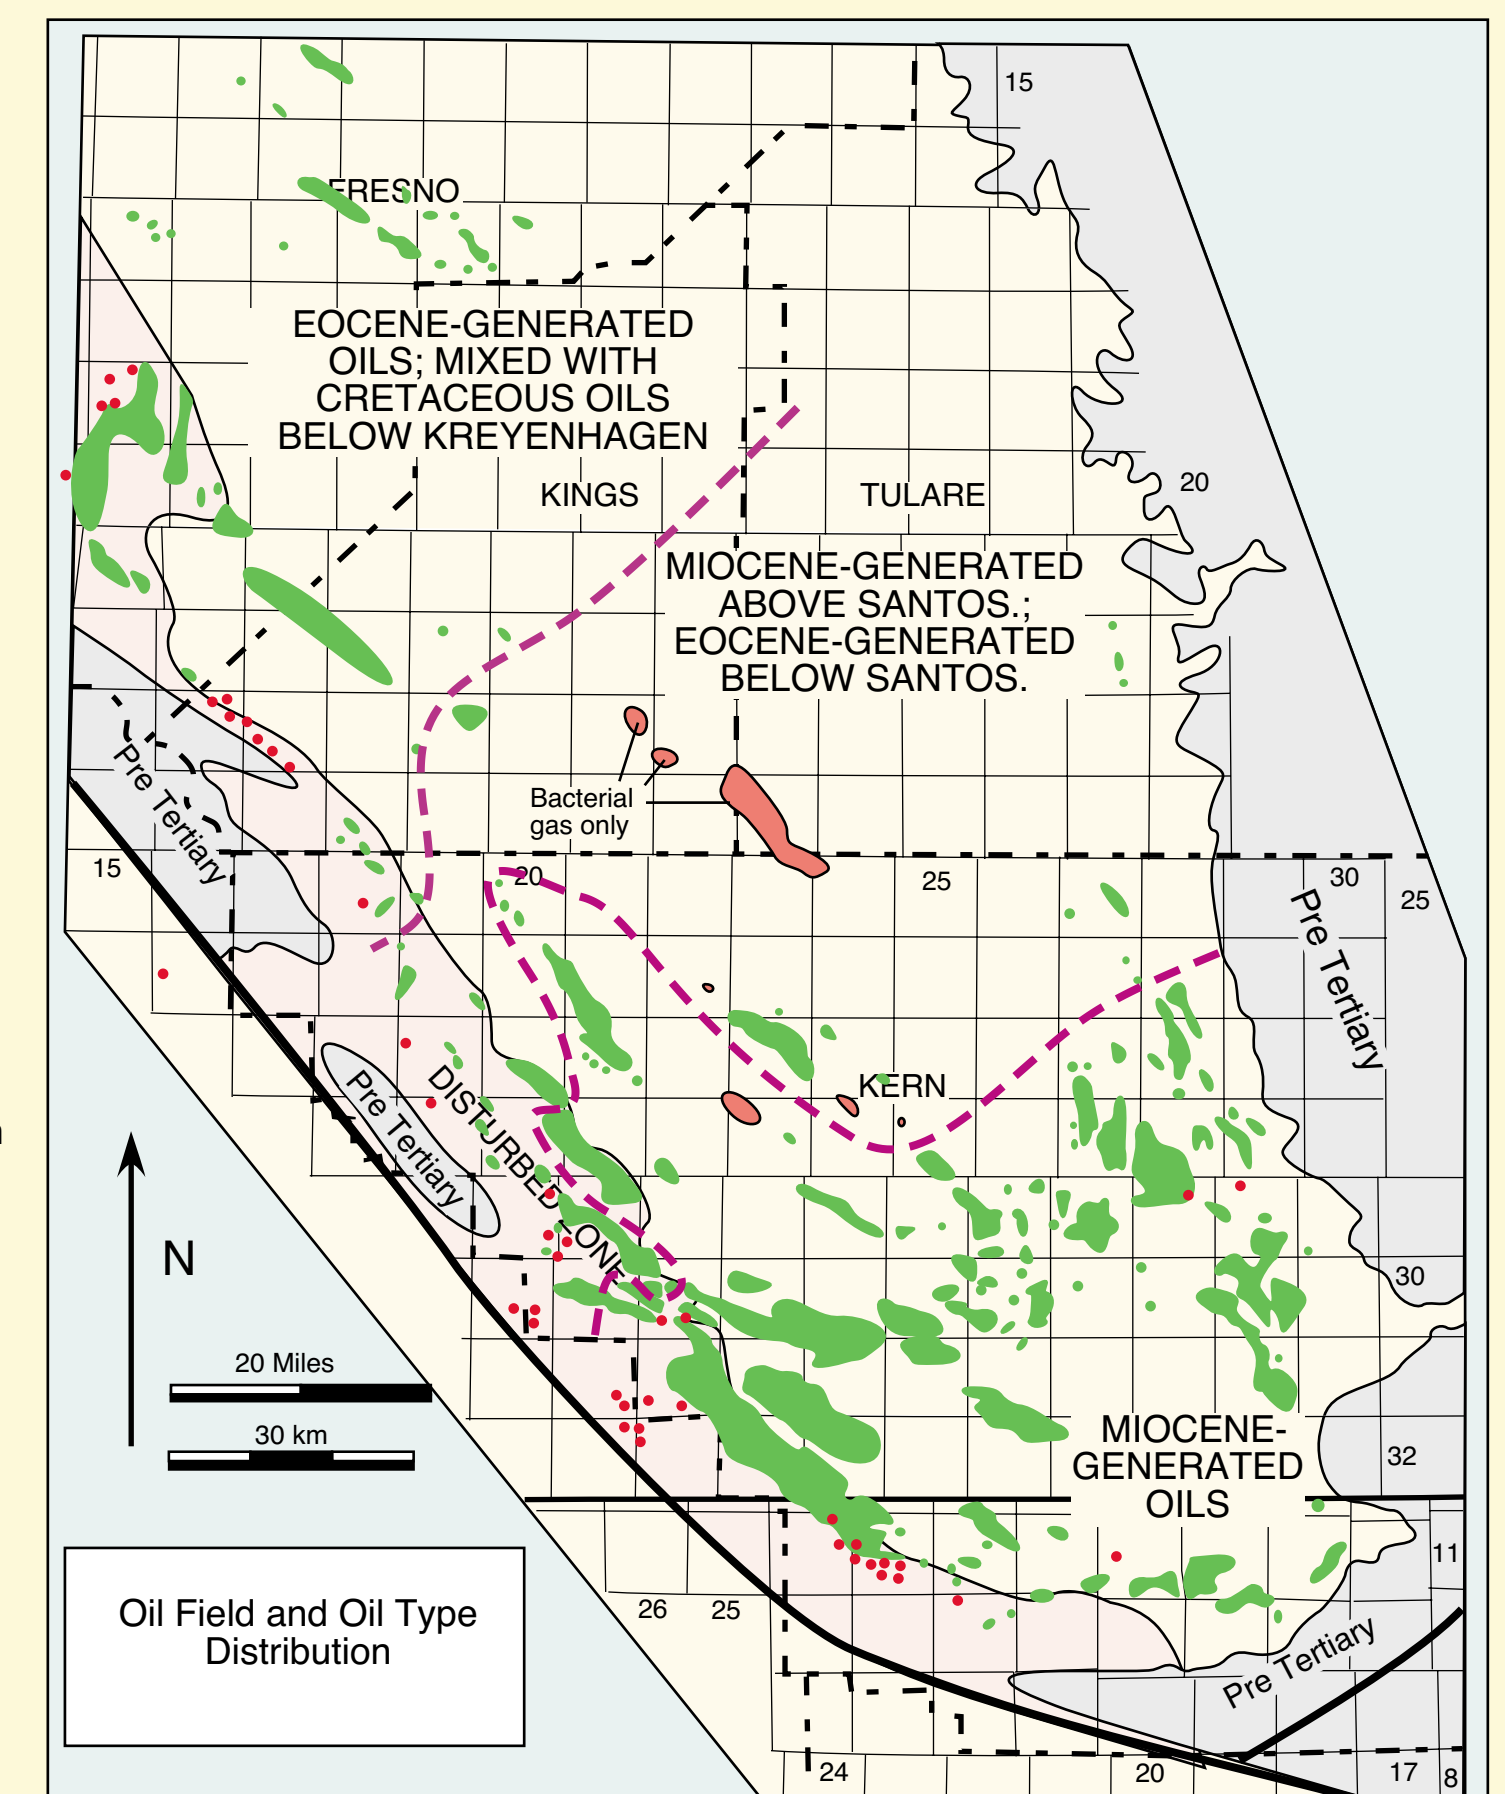 15
FRESNO
EOCENE-GENERATED
OILS; MIXED WITH
CRETACEOUS OILS
BELOW KREYENHAGEN
KINGS
TULARE
20
MIOCENE-GENERATED
ABOVE SANTOS.;
EOCENE-GENERATED
BELOW SANTOS.
Pre Tertiary
Bacterial
gas only
15
20
25
30
25
Pre Tertiary
KERN
DISTURBED ZONE
Pre Tertiary
N
30
20 Miles
30 km
MIOCENE-
GENERATED
OILS
32
11
26
25
Oil Field and Oil Type
Distribution
Pre Tertiary
24
20
17
8